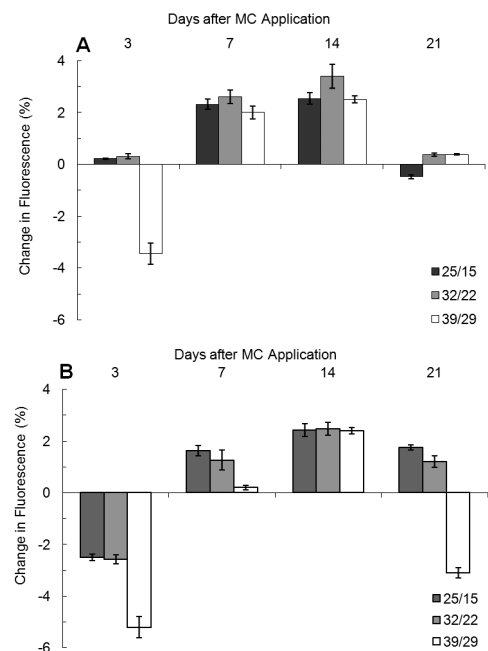 Days after MC Application
A
3 7 14 21
Change in Fluorescence (%)
4
2
0
-2
-4
-6
25/15
32/22
39/29
Days after MC Application
B
3 7 14 21
Change in Fluorescence (%)
4
2
0
-2
-4
-6
25/15
32/22
39/29